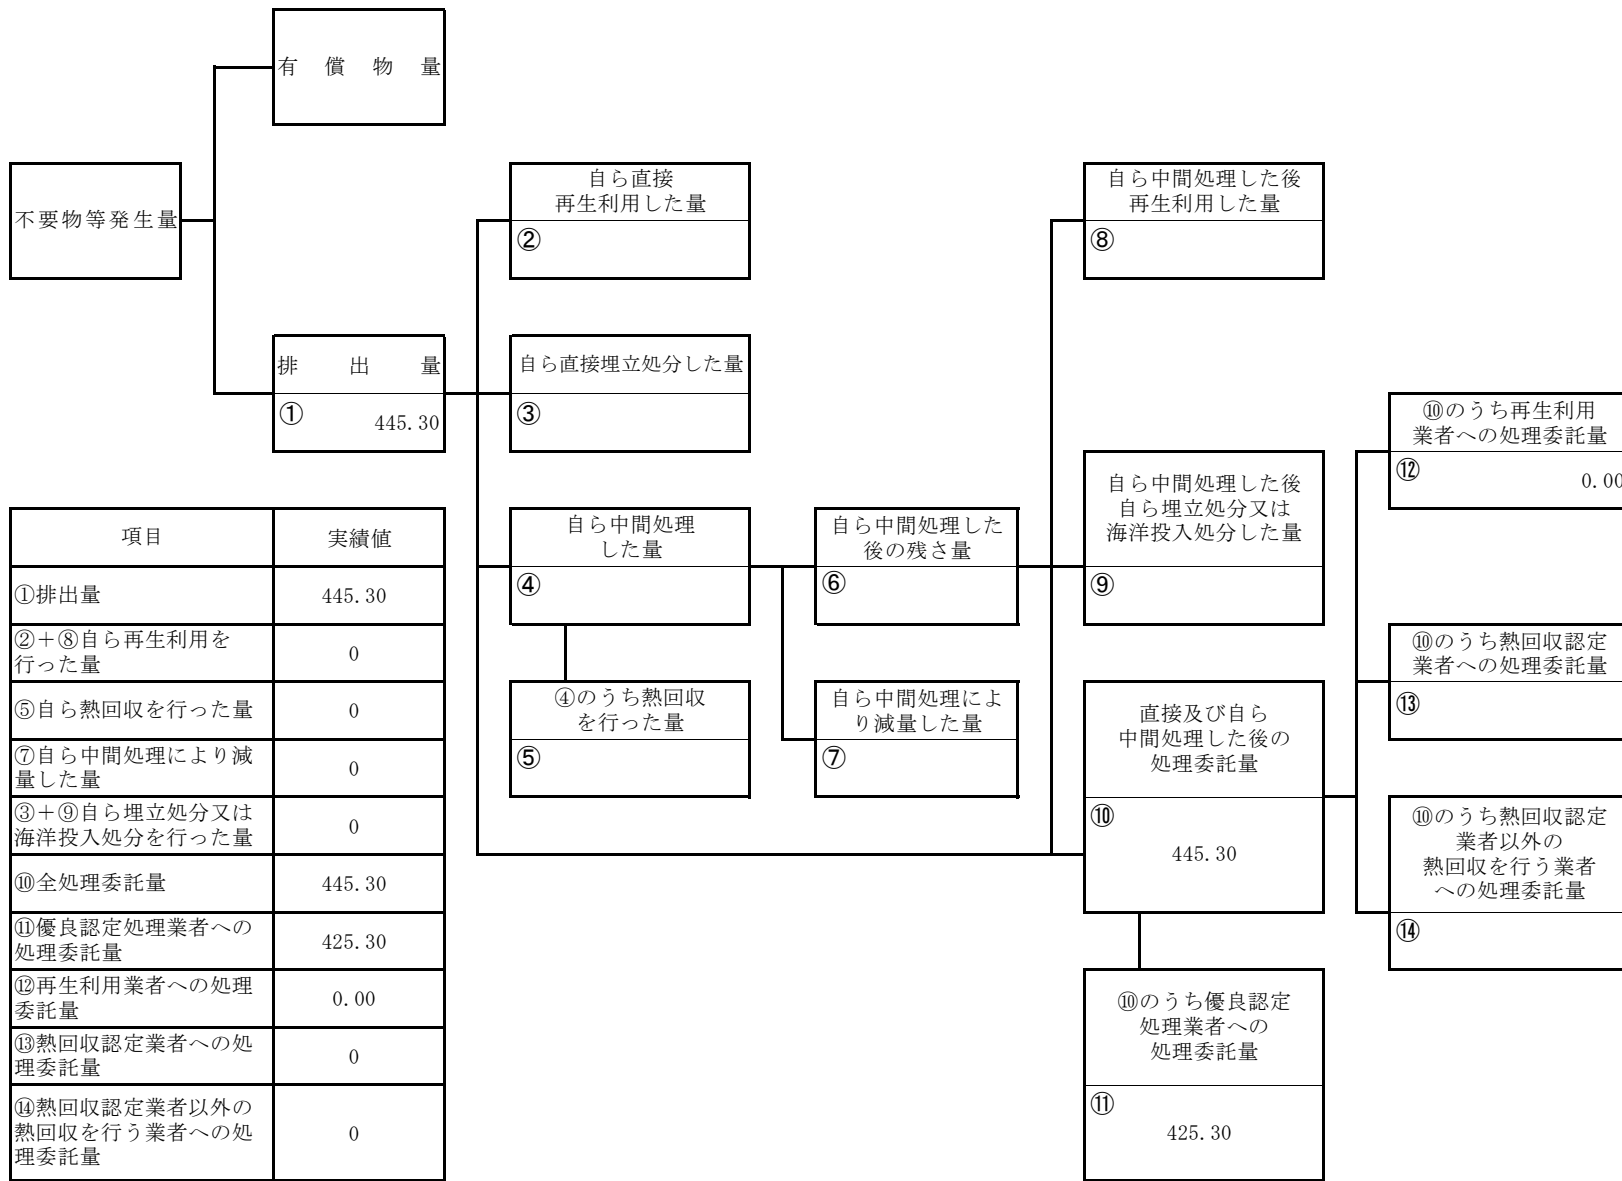 有償物量
不要物等発生量
排出量
①
445.30
自ら直接
再生利用した量
②
自ら直接埋立処分した量
③
自ら中間処理
した量
④
④のうち熱回収
を行った量
⑤
自ら中間処理した
後の残さ量
⑥
自ら中間処理によ
り減量した量
⑦
自ら中間処理した後
再生利用した量
⑧
自ら中間処理した後
自ら埋立処分又は
海洋投入処分した量
⑨
直接及び自ら
中間処理した後の
処理委託量
⑩
445.30
⑩のうち優良認定
処理業者への
処理委託量
⑪
425.30
⑩のうち再生利用
業者への処理委託量
⑫
0.00
⑩のうち熱回収認定
業者への処理委託量
⑬
⑩のうち熱回収認定
業者以外の
熱回収を行う業者
への処理委託量
⑭
項目 実績値
①排出量 445.30
②+⑧自ら再生利用を
行った量 0
⑤自ら熱回収を行った量 0
⑦自ら中間処理により減
量した量 0
③+⑨自ら埋立処分又は
海洋投入処分を行った量 0
⑩全処理委託量 445.30
⑪優良認定処理業者への
処理委託量 425.30
⑫再生利用業者への処理
委託量 0.00
⑬熱回収認定業者への処
理委託量 0
⑭熱回収認定業者以外の
熱回収を行う業者への処
理委託量 0